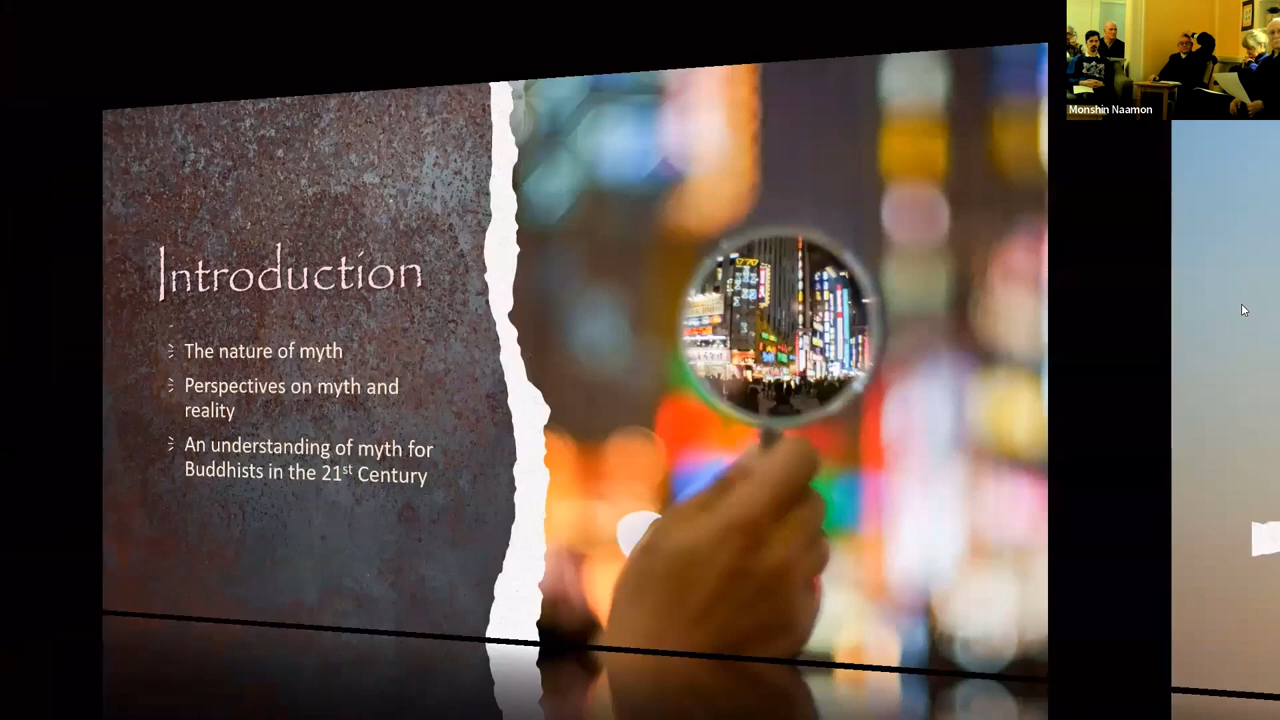 Introduction
The nature of myth
Perspectives on myth and
reality
An understanding of myth for
Buddhists in the 21st Century
Monshin Naamon